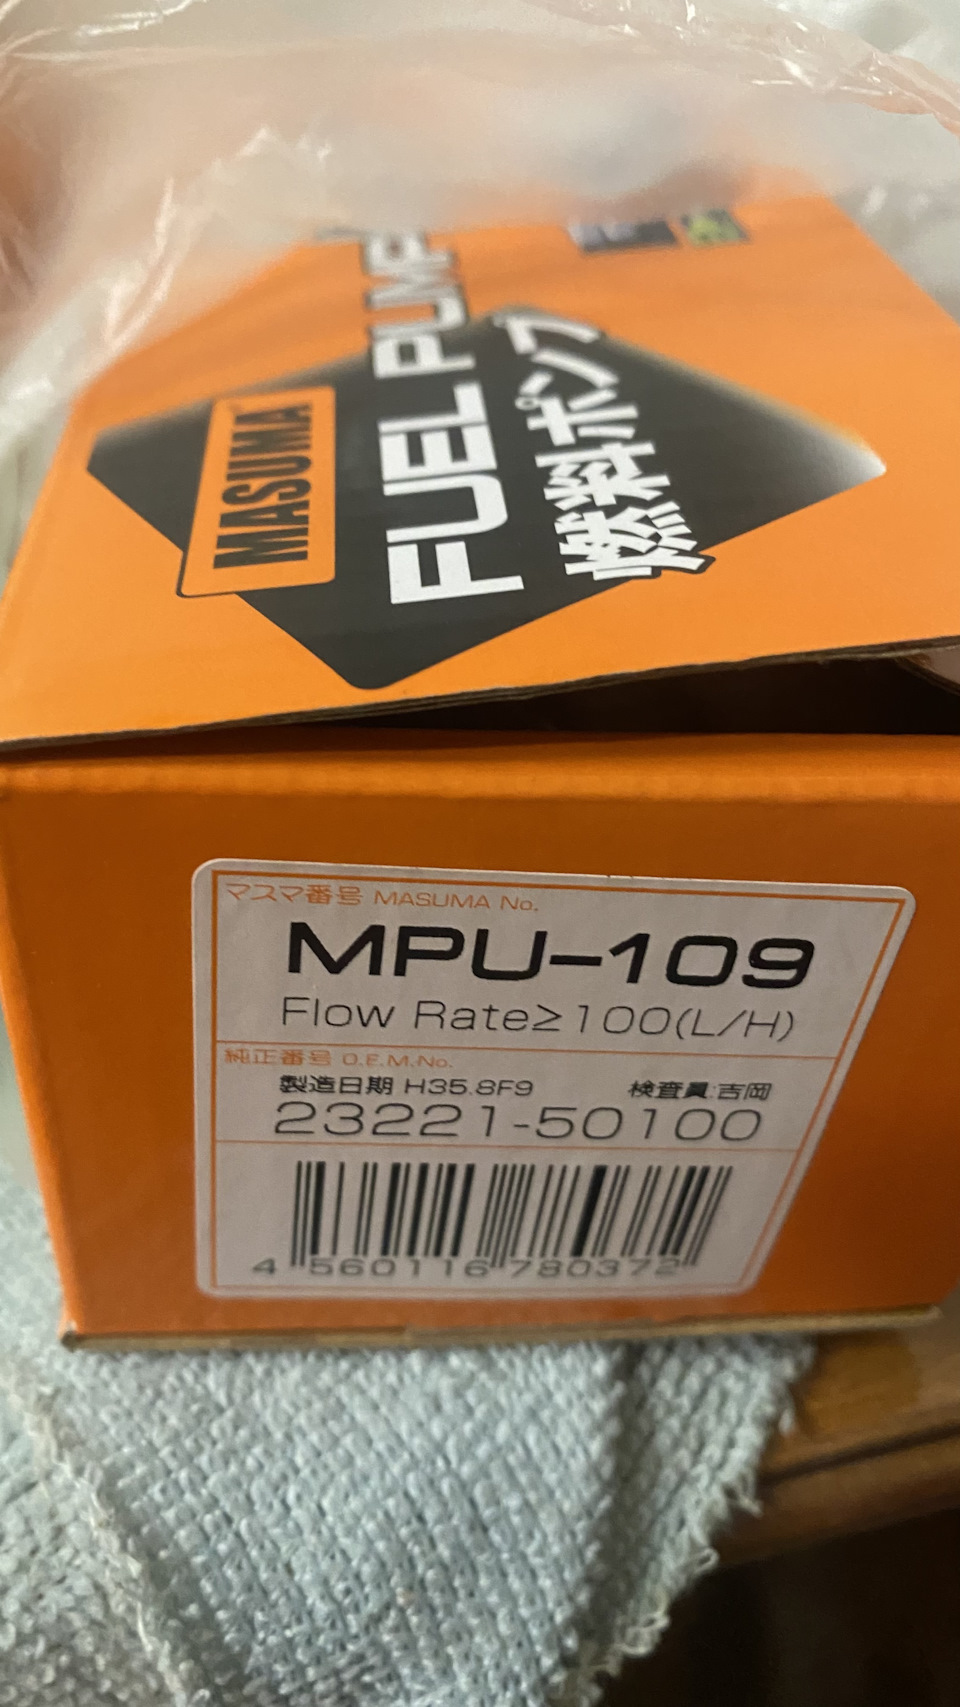 MASUMA
FUEL PUMP
燃料ポンプ
マスマ番号 MASUMA No.
MPU-109
Flow Rate≥100(L/H)
純正番号 O.E.M.No.
製造日期 H35.8F9 検査員:吉岡
23221-50100
4 560116 780372